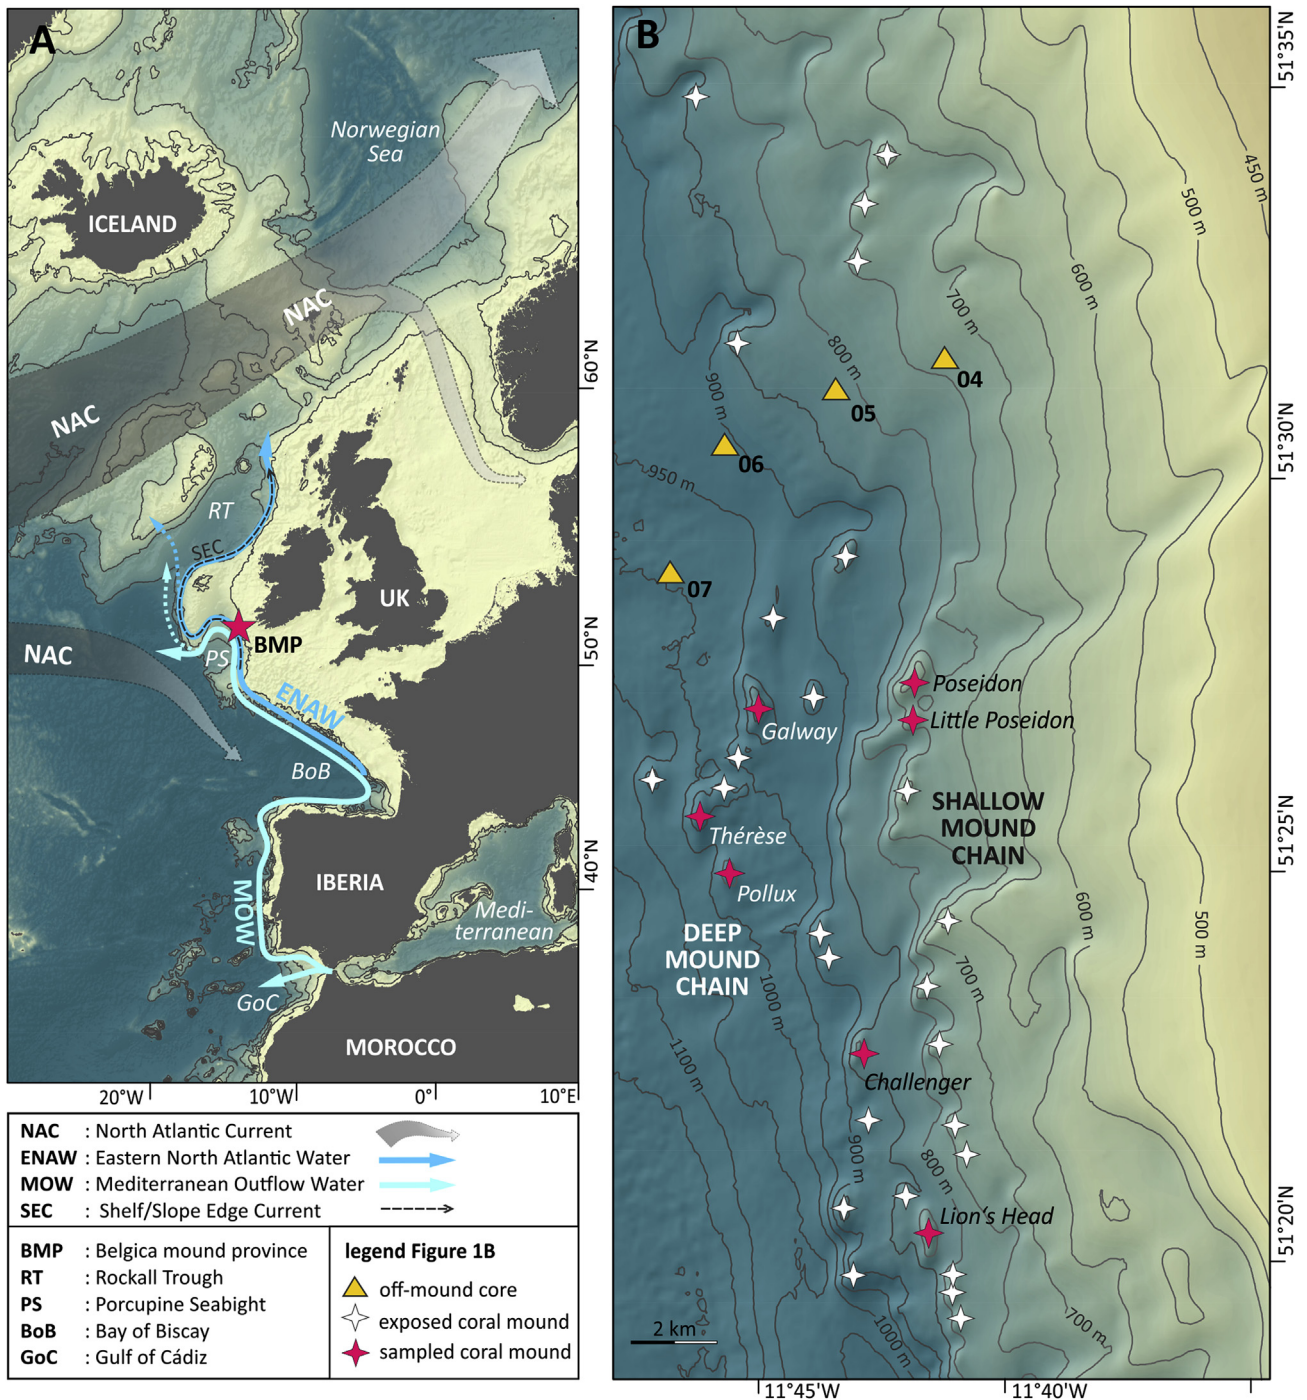 A
Norwegian
Sea
ICELAND
NAC
NAC
RT
SEC
UK
NAC
PS
BMP
ENAW
BoB
IBERIA
MOW
Medi-
terranean
GoC
MOROCCO
60°N
50°N
40°N
20°W
10°W
0°
10°E
NAC : North Atlantic Current
ENAW : Eastern North Atlantic Water
MOW : Mediterranean Outflow Water
SEC : Shelf/Slope Edge Current
BMP : Belgica mound province
RT : Rockall Trough
PS : Porcupine Seabight
BoB : Bay of Biscay
GoC : Gulf of Cádiz
legend Figure 1B
off-mound core
exposed coral mound
sampled coral mound
B
450 m
500 m
600 m
700 m
800 m
04
900 m
05
06
950 m
07
Poseidon
Little Poseidon
Galway
SHALLOW
MOUND
CHAIN
Thérèse
Pollux
600 m
500 m
DEEP
MOUND
CHAIN
700 m
1000 m
1100 m
Challenger
900 m
800 m
Lion's Head
700 m
1000 m
2 km
51°35'N
51°30'N
51°25'N
51°20'N
11°45'W
11°40'W